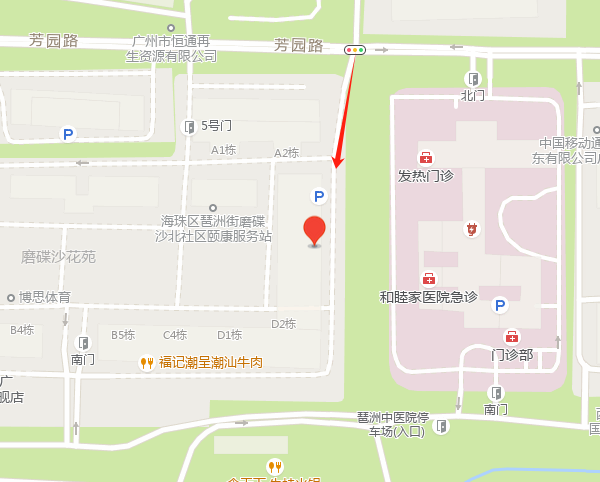 芳园路
芳园路
广州市恒通再
生资源有限公司
北门
P
5号门
A1栋
A2栋
中国移动通
东有限公司
发热门诊
P
海珠区琶洲街磨碟
沙北社区颐康服务站
磨碟沙花苑
博思体育
和睦家医院急诊
P
B4栋
南门
B5栋
C4栋
D1栋
D2栋
福记潮呈潮汕牛肉
门诊部
广
舰店
南门
琶洲中医院停
车场(入口)
国